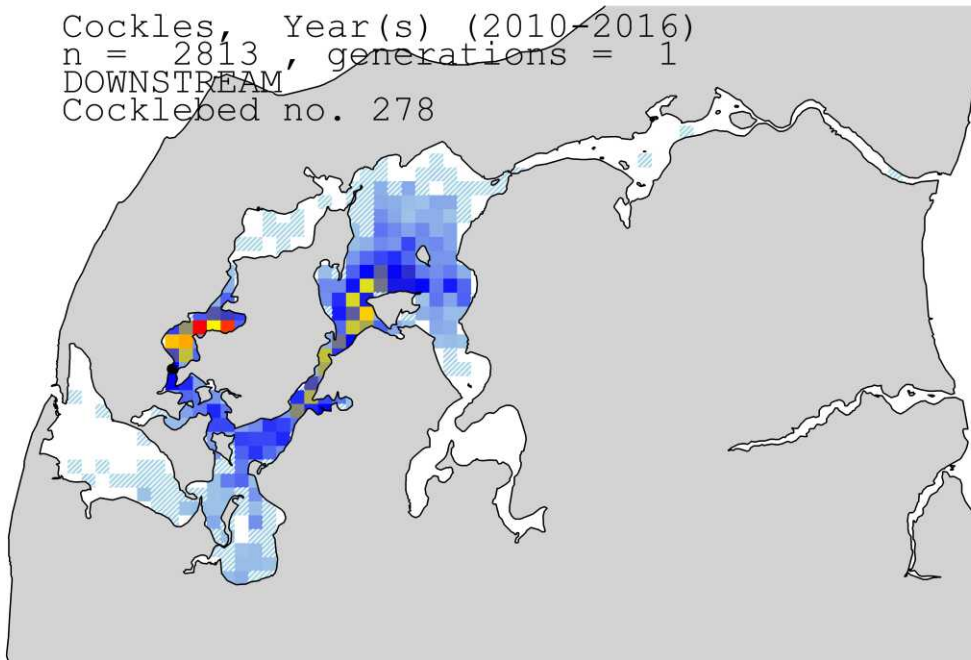 Cockles, Year(s) (2010-2016)
n = 2813 , generations = 1
DOWNSTREAM
Cocklebed no. 278